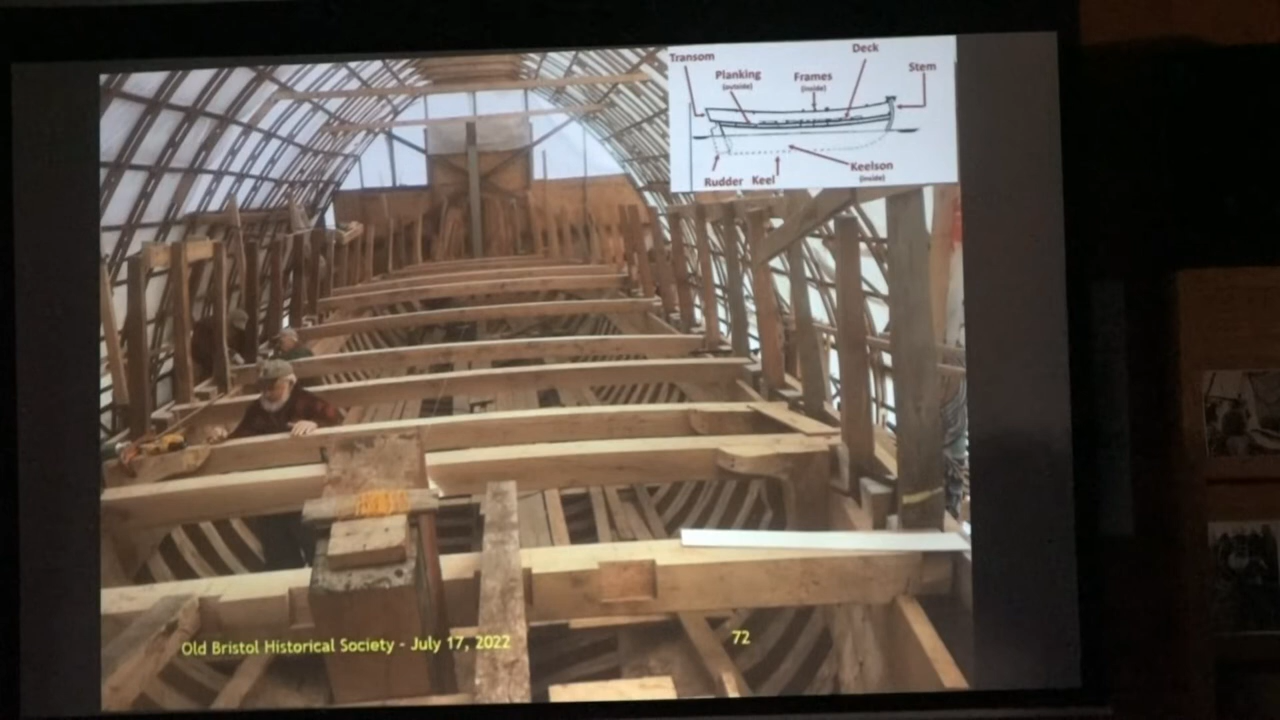 Deck
Transom
Stem
Planking
(outside)
Frames
(inside)
Keelson
(inside)
Rudder
Keel
Old Bristol Historical Society - July 17, 2022
72